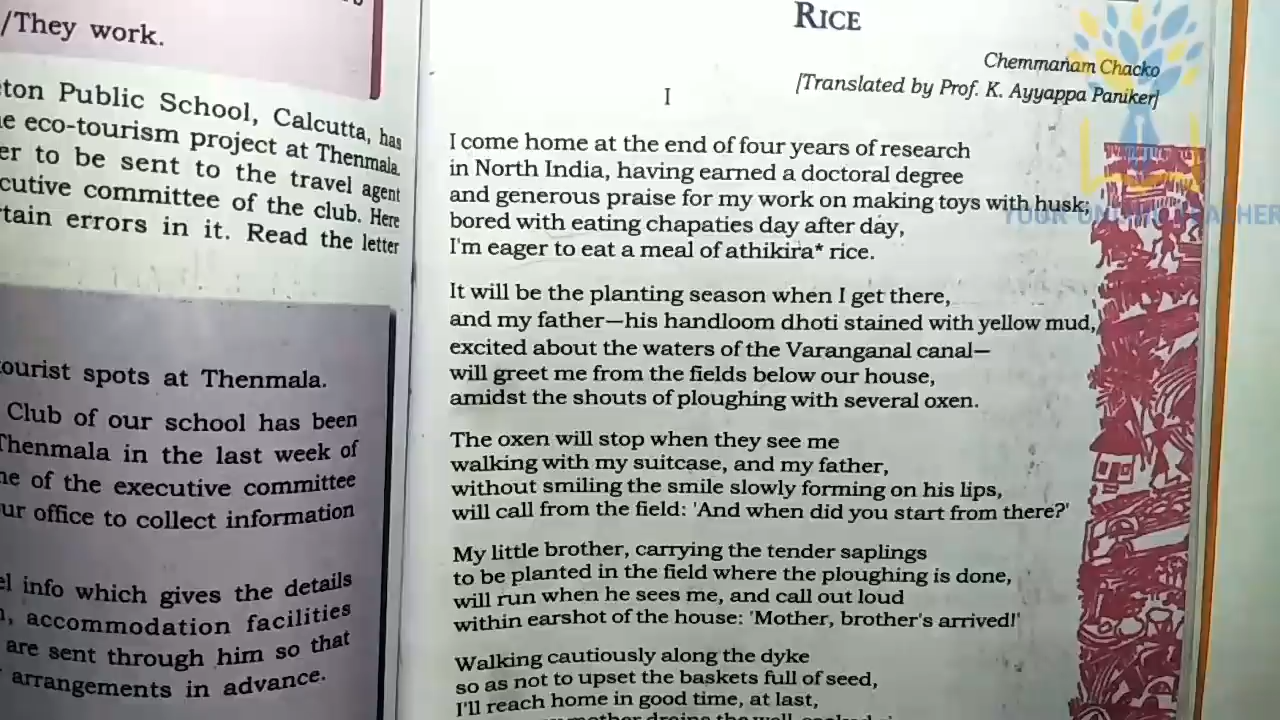 /They work.
ton Public School, Calcutta, has
e eco-tourism project at Thenmala.
er to be sent to the travel agent
cutive committee of the club. Here
tain errors in it. Read the letter
ourist spots at Thenmala.
Club of our school has been
Thenmala in the last week of
ne of the executive committee
ur office to collect information
el info which gives the details
, accommodation facilities
are sent through him so that
arrangements in advance.
RICE
Chemmanam Chacko
[Translated by Prof. K. Ayyappa Paniker]
I
I come home at the end of four years of research
in North India, having earned a doctoral degree
and generous praise for my work on making toys with husk;
bored with eating chapaties day after day,
I'm eager to eat a meal of athikira* rice.
It will be the planting season when I get there,
and my father—his handloom dhoti stained with yellow mud,
excited about the waters of the Varanganal canal—
will greet me from the fields below our house,
amidst the shouts of ploughing with several oxen.
The oxen will stop when they see me
walking with my suitcase, and my father,
without smiling the smile slowly forming on his lips,
will call from the field: 'And when did you start from there?'
My little brother, carrying the tender saplings
to be planted in the field where the ploughing is done,
will run when he sees me, and call out loud
within earshot of the house: 'Mother, brother's arrived!'
Walking cautiously along the dyke
so as not to upset the baskets full of seed,
I'll reach home in good time, at last,
mother drains the well-cooked
YOUR ONLINE TEACHER